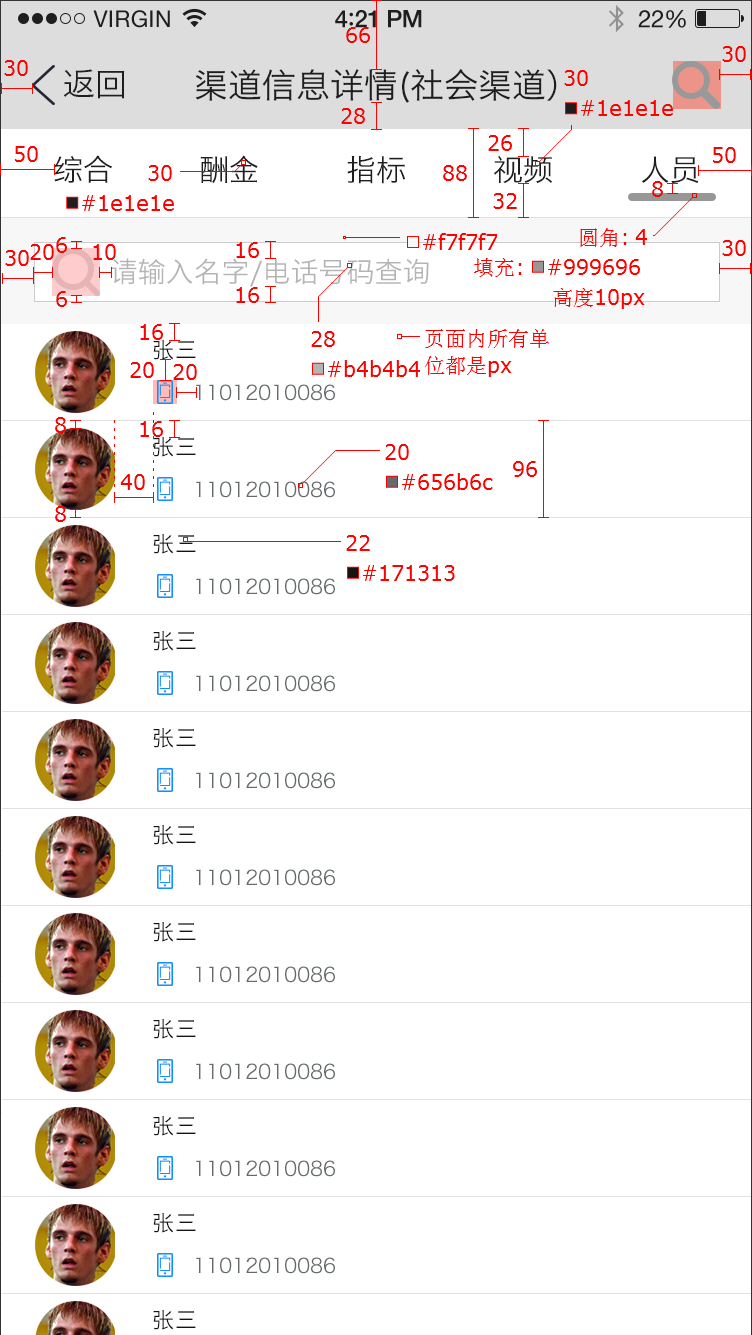 VIRGIN 4:21 PM 22%
66
30 返回 渠道信息详情(社会渠道) 30
30
28 #1e1e1e
50 综合 30 酬金 指标 88 26 视频 人员 50
32 8
#1e1e1e
#f7f7f7 圆角: 4
30 20 6 10 请输入名字/电话号码查询 16 填充: #999696 30
6 16 高度10px
16 张三 28 页面内所有单
20 20 #b4b4b4 位都是px
11012010086
8 16 张三 20
40 11012010086 #656b6c 96
8
张三 22
11012010086 #171313
张三
11012010086
张三
11012010086
张三
11012010086
张三
11012010086
张三
11012010086
张三
11012010086
张三
11012010086
张三